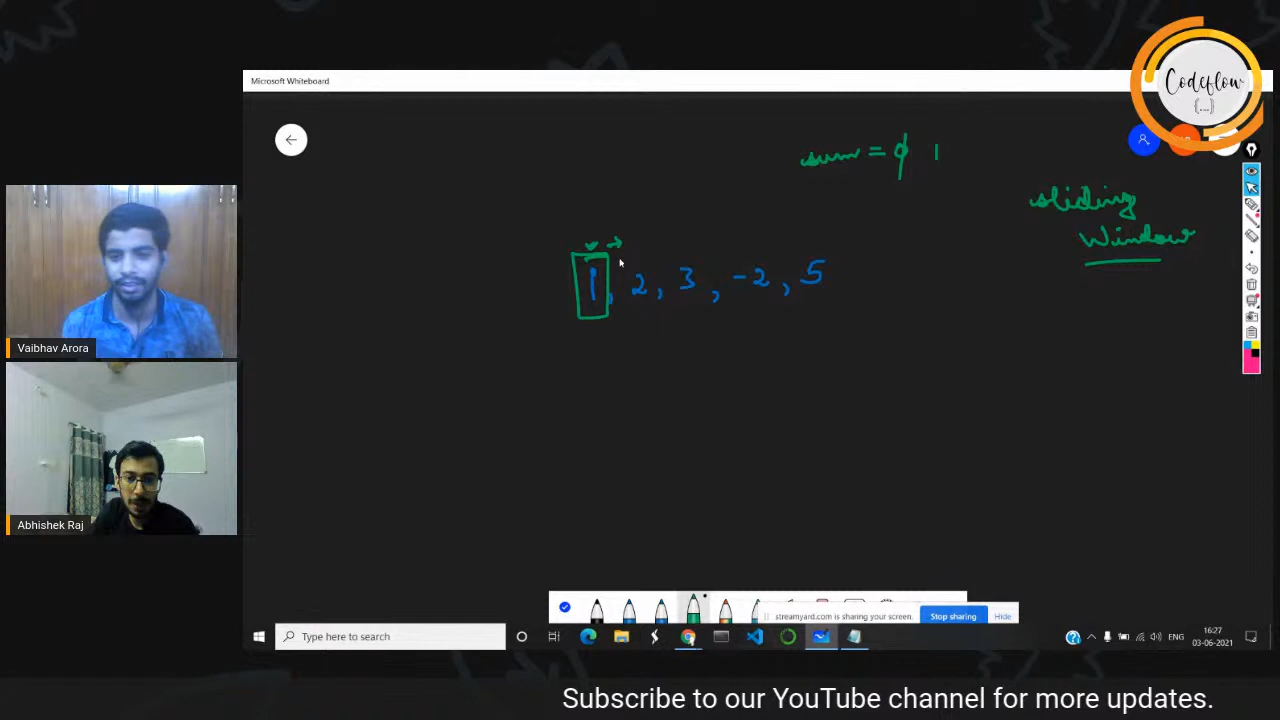 Codeflow
{...}
Microsoft Whiteboard
sum = 0 1
sliding
Window
1, 2, 3, -2, 5
Vaibhav Arora
Abhishek Raj
streamyard.com is sharing your screen.
Stop sharing
Hide
Type here to search
ENG
16:27
03-06-2021
Subscribe to our YouTube channel for more updates.